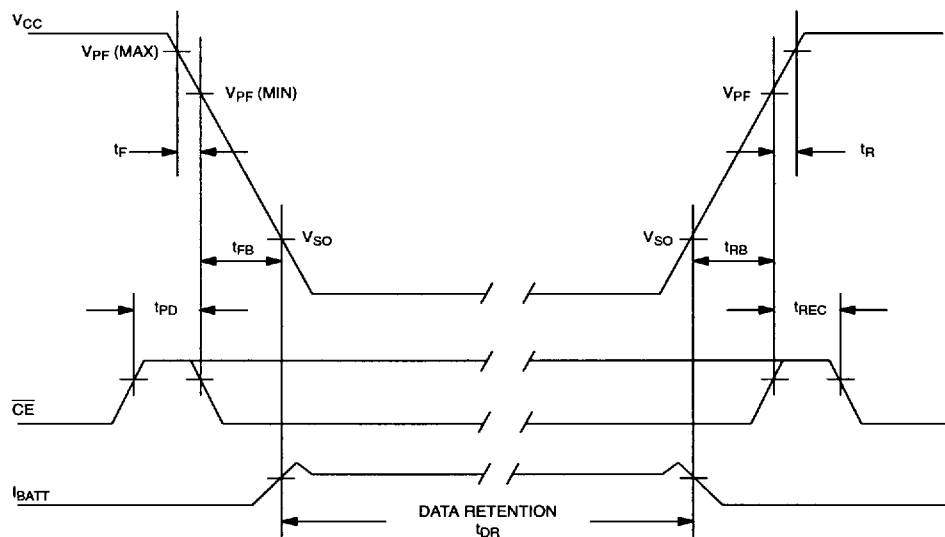 VCC
VPF (MAX)
VPF (MIN)
VPF
tF
tR
VSO
VSO
tFB
tRB
tPD
tREC
CE
IBATT
DATA RETENTION
tDR